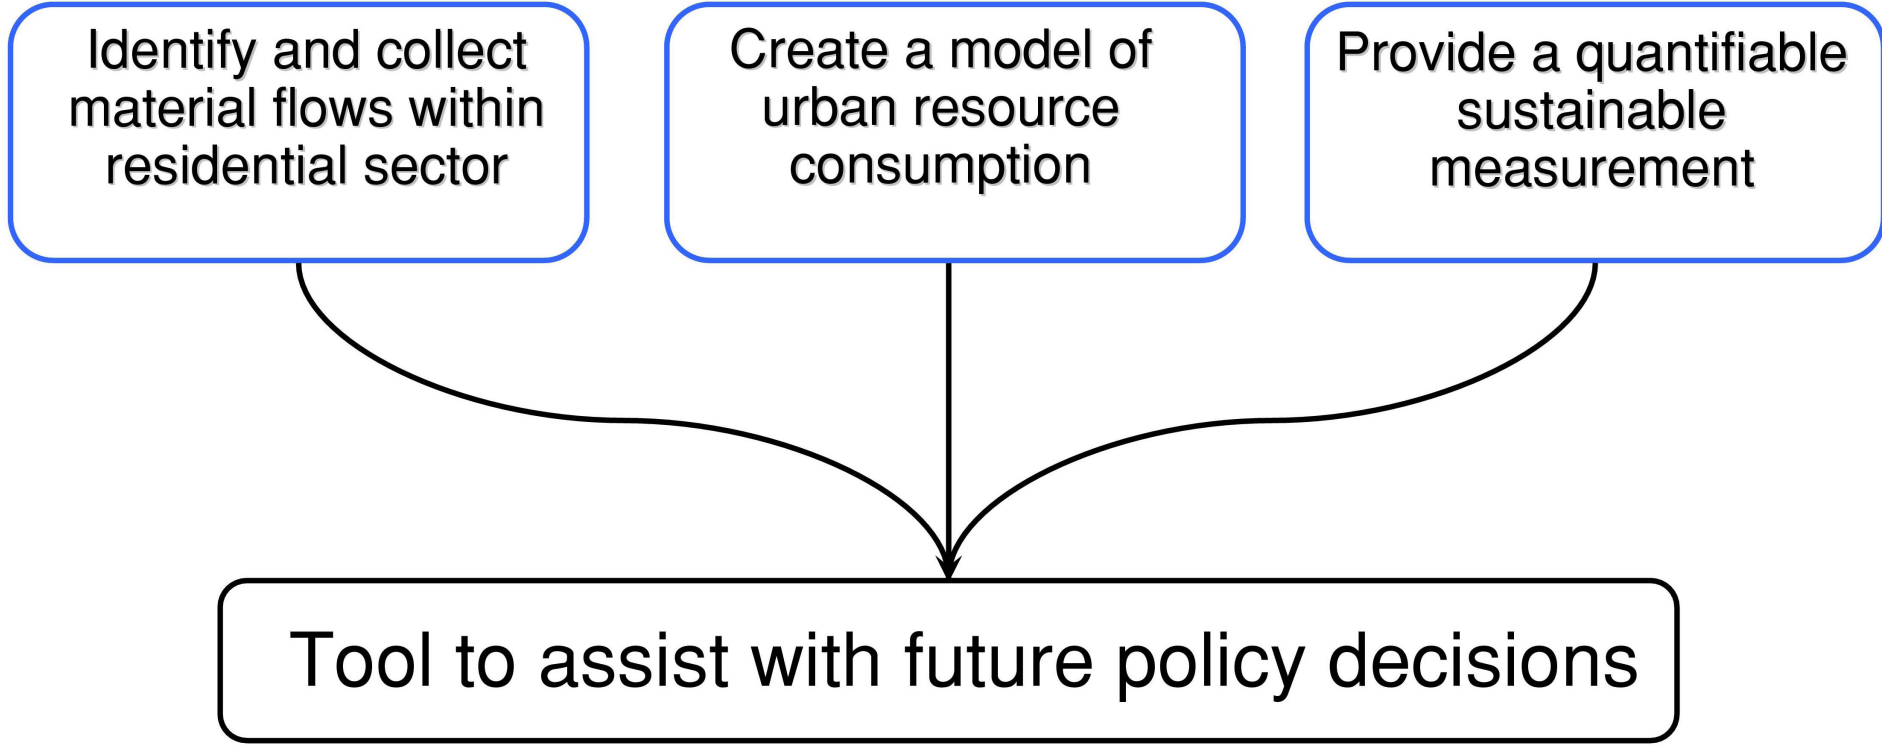 Identify and collect
material flows within
residential sector
Create a model of
urban resource
consumption
Provide a quantifiable
sustainable
measurement
Tool to assist with future policy decisions